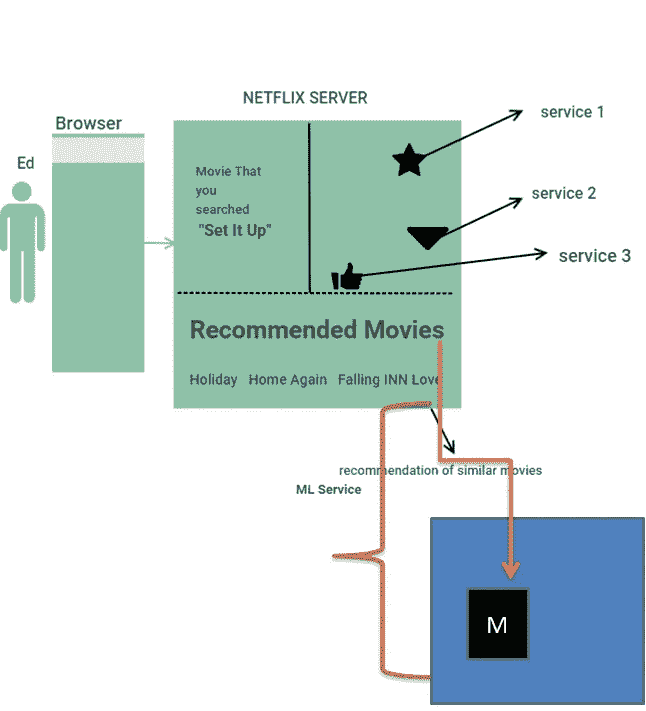 NETFLIX SERVER
service 1
Browser
Ed
Movie That
you
searched
"Set It Up"
service 2
service 3
Recommended Movies
Holiday Home Again Falling INN Love
recommendation of similar movies
ML Service
M